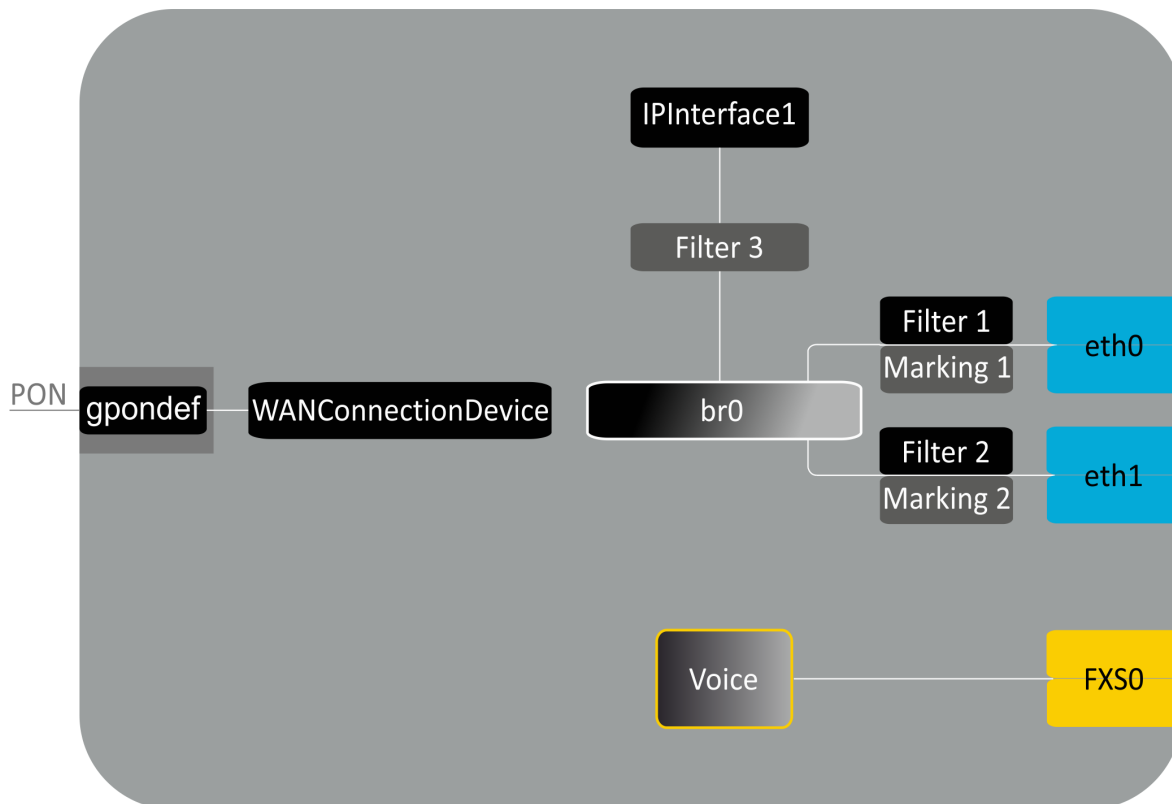 IPInterface1
Filter 3
Filter 1
Marking 1
eth0
PON
gpondef
WANConnectionDevice
br0
Filter 2
Marking 2
eth1
Voice
FXS0